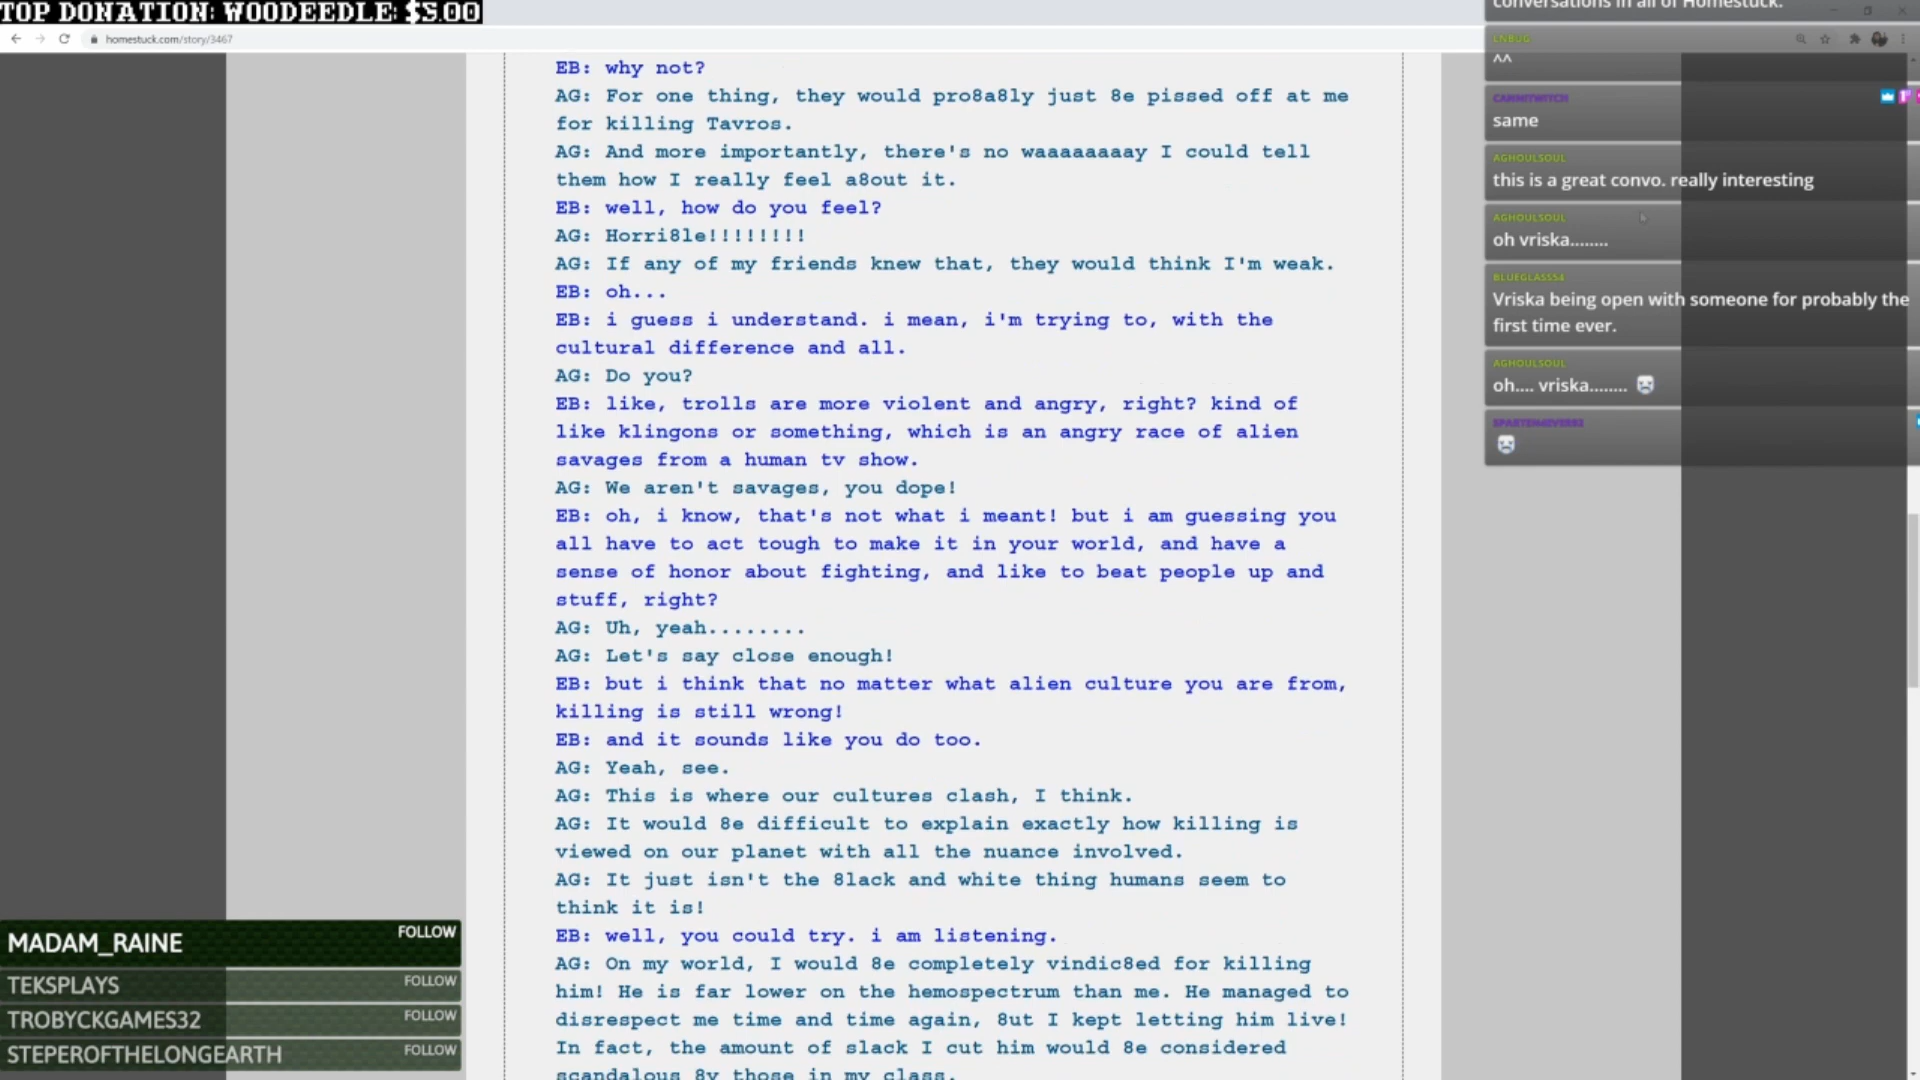 TOP DONATION: WOODEEDLE: $5.00
homestuck.com/story/3467
EB: why not?
AG: For one thing, they would pro8a8ly just 8e pissed off at me
for killing Tavros.
AG: And more importantly, there's no waaaaaaaay I could tell
them how I really feel a8out it.
EB: well, how do you feel?
AG: Horri8le!!!!!!!!
AG: If any of my friends knew that, they would think I'm weak.
EB: oh...
EB: i guess i understand. i mean, i'm trying to, with the
cultural difference and all.
AG: Do you?
EB: like, trolls are more violent and angry, right? kind of
like klingons or something, which is an angry race of alien
savages from a human tv show.
AG: We aren't savages, you dope!
EB: oh, i know, that's not what i meant! but i am guessing you
all have to act tough to make it in your world, and have a
sense of honor about fighting, and like to beat people up and
stuff, right?
AG: Uh, yeah........
AG: Let's say close enough!
EB: but i think that no matter what alien culture you are from,
killing is still wrong!
EB: and it sounds like you do too.
AG: Yeah, see.
AG: This is where our cultures clash, I think.
AG: It would 8e difficult to explain exactly how killing is
viewed on our planet with all the nuance involved.
AG: It just isn't the 8lack and white thing humans seem to
think it is!
EB: well, you could try. i am listening.
AG: On my world, I would 8e completely vindic8ed for killing
him! He is far lower on the hemospectrum than me. He managed to
disrespect me time and time again, 8ut I kept letting him live!
In fact, the amount of slack I cut him would 8e considered
scandalous 8y those in my class.
conversations in all of Homestuck.
^^
CANNITWITCH
same
AGHOULSOUL
this is a great convo. really interesting
AGHOULSOUL
oh vriska........
BLUEGLASS54
Vriska being open with someone for probably the
first time ever.
AGHOULSOUL
oh.... vriska........
MADAM_RAINE FOLLOW
TEKSPLAYS FOLLOW
TROBYCKGAMES32 FOLLOW
STEPEROFTHELONGEARTH FOLLOW